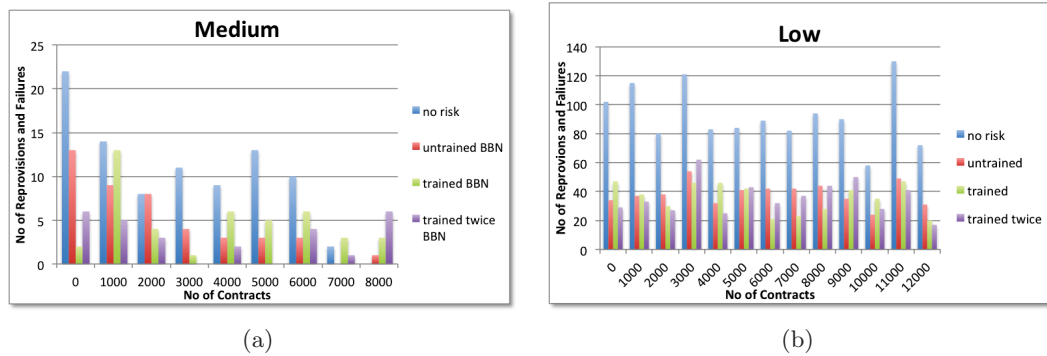 Medium
No of Reprovisions and Failures
25
20
15
10
5
0
0 1000 2000 3000 4000 5000 6000 7000 8000
No of Contracts
no risk
untrained BBN
trained BBN
trained twice
BBN
(a)
Low
No of Reprovions and Faliures
140
120
100
80
60
40
20
0
0 1000 2000 3000 4000 5000 6000 7000 8000 9000 10000 11000 12000
No of Contracts
no risk
untrained
trained
trained twice
(b)